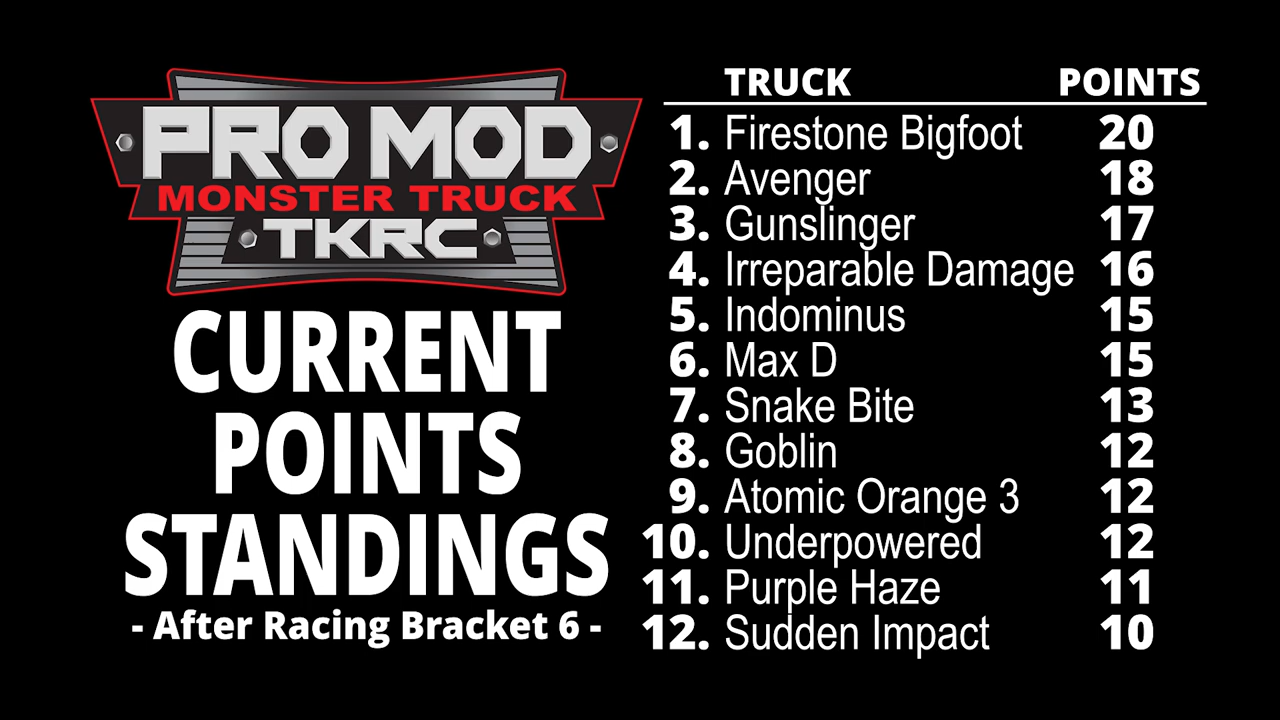 PRO MOD
MONSTER TRUCK
TKRC
CURRENT
POINTS
STANDINGS
- After Racing Bracket 6 -
TRUCK POINTS
1. Firestone Bigfoot 20
2. Avenger 18
3. Gunslinger 17
4. Irreparable Damage 16
5. Indominus 15
6. Max D 15
7. Snake Bite 13
8. Goblin 12
9. Atomic Orange 3 12
10. Underpowered 12
11. Purple Haze 11
12. Sudden Impact 10